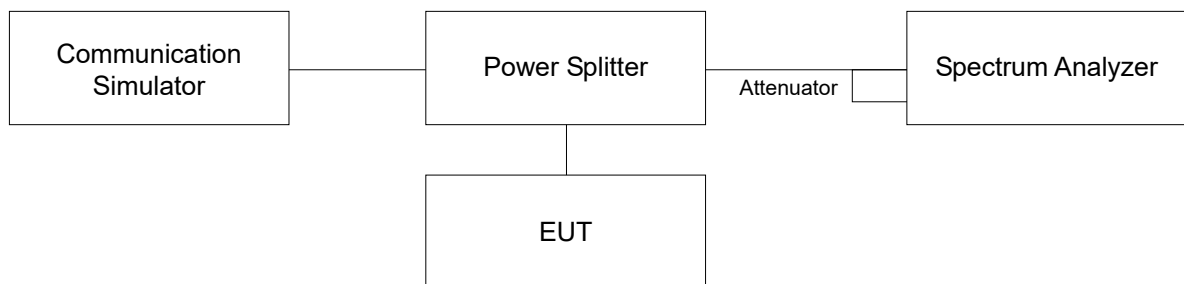 Communication
Simulator
Power Splitter
Attenuator
Spectrum Analyzer
EUT